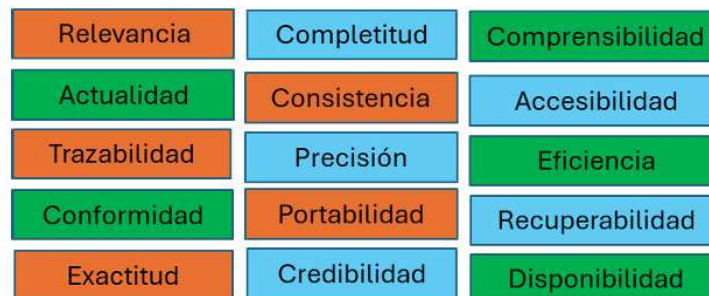 Relevancia
Completitud
Comprensibilidad
Actualidad
Consistencia
Accesibilidad
Trazabilidad
Precisión
Eficiencia
Conformidad
Portabilidad
Recuperabilidad
Exactitud
Credibilidad
Disponibilidad